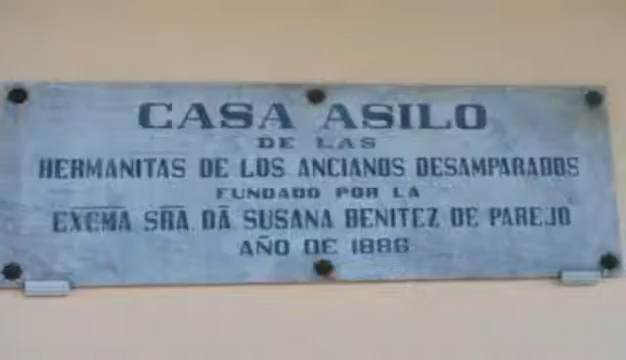 CASA ASILO
DE LAS
HERMANITAS DE LOS ANCIANOS DESAMPARADOS
FUNDADO POR LA
EXCMA SRA DA SUSANA BENITEZ DE PAREJO
AÑO DE 1886